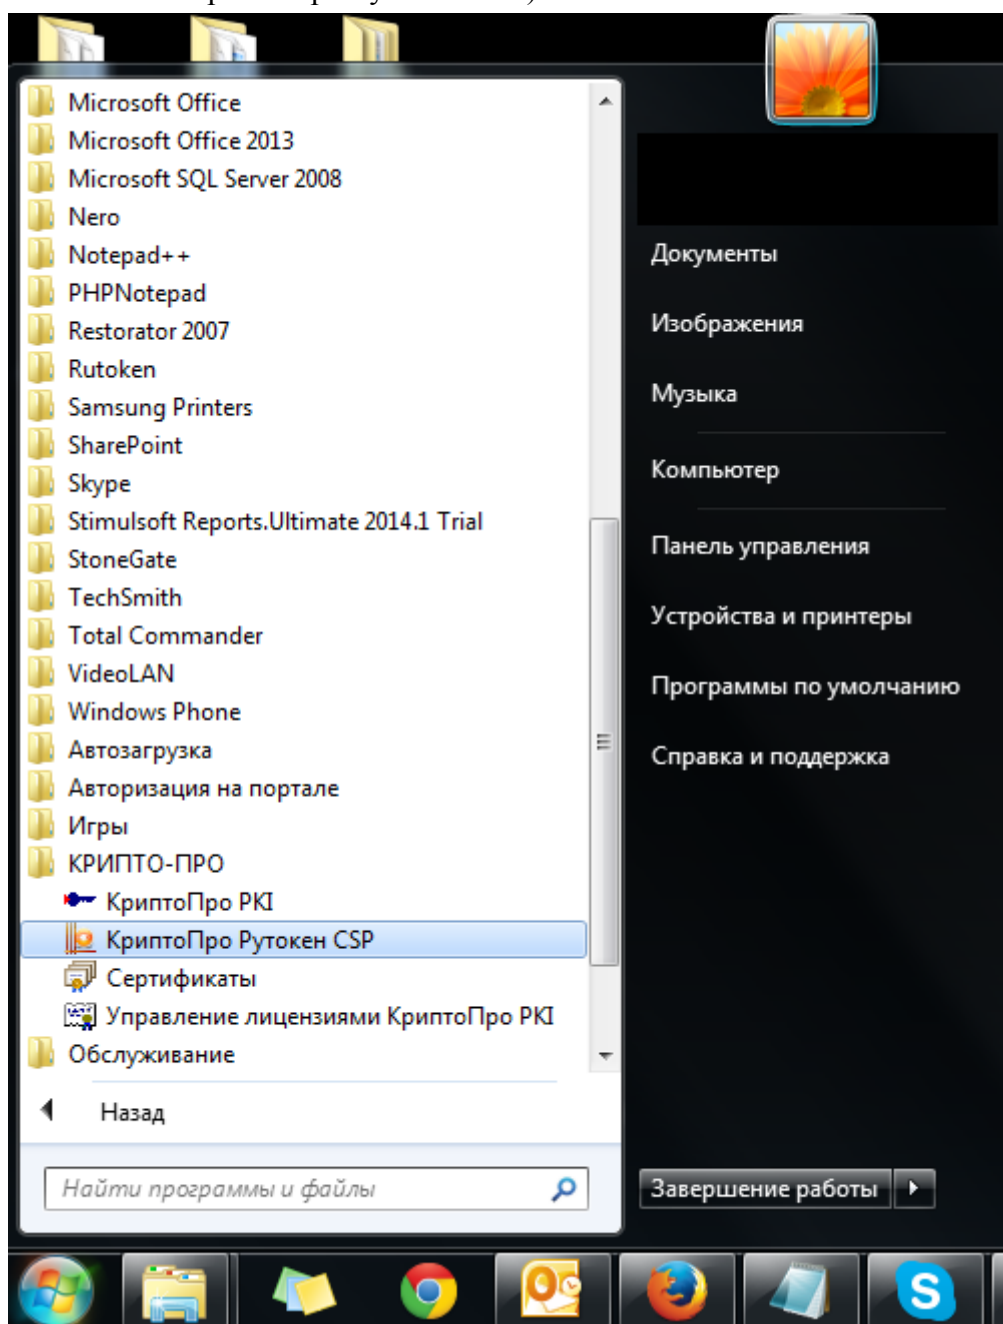 Microsoft Office
Microsoft Office 2013
Microsoft SQL Server 2008
Nero
Notepad++
PHPNotepad
Restorator 2007
Rutoken
Samsung Printers
SharePoint
Skype
Stimulsoft Reports.Ultimate 2014.1 Trial
StoneGate
TechSmith
Total Commander
VideoLAN
Windows Phone
Автозагрузка
Авторизация на портале
Игры
КРИПТО-ПРО
КриптоПро PKI
КриптоПро Рутокен CSP
Сертификаты
Управление лицензиями КриптоПро PKI
Обслуживание
Назад
Найти программы и файлы
Документы
Изображения
Музыка
Компьютер
Панель управления
Устройства и принтеры
Программы по умолчанию
Справка и поддержка
Завершение работы